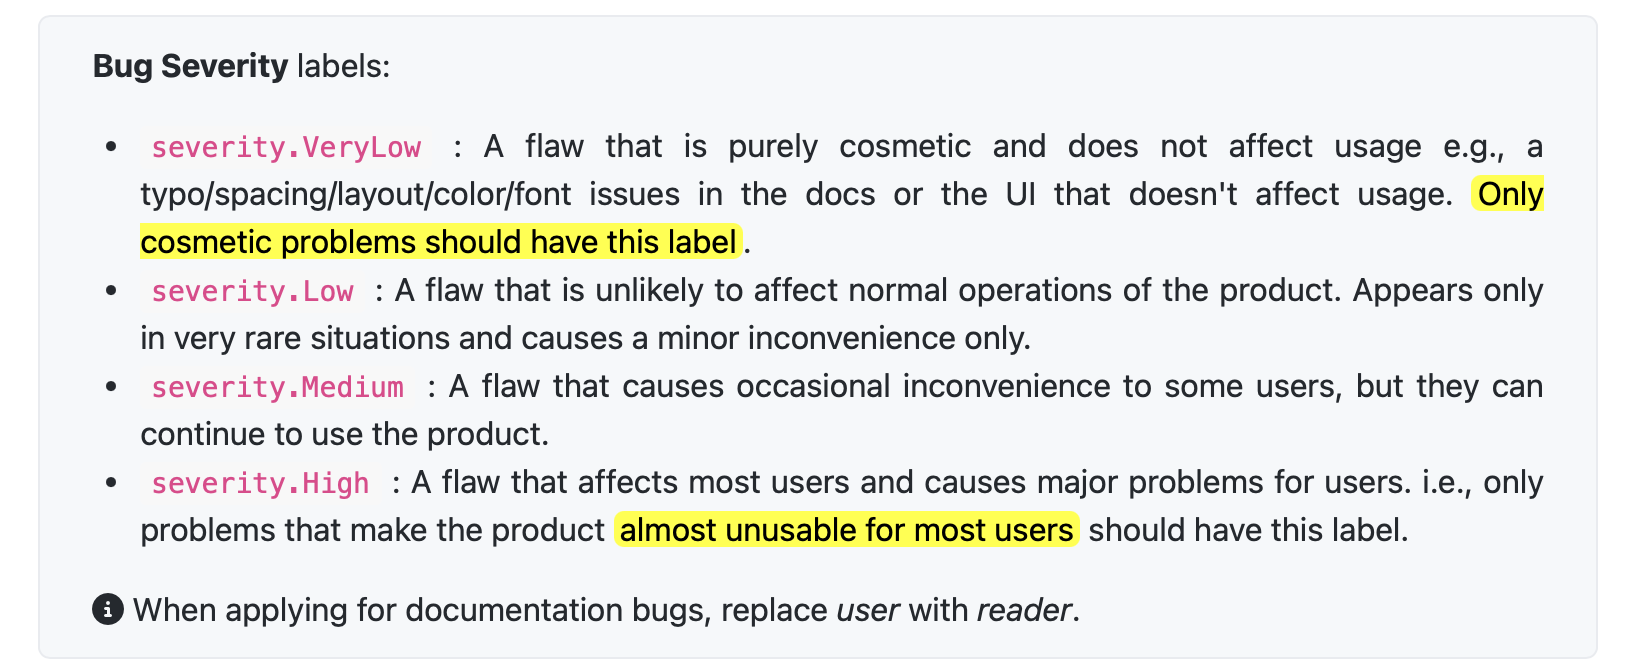 Bug Severity labels:
• severity.VeryLow : A flaw that is purely cosmetic and does not affect usage e.g., a
typo/spacing/layout/color/font issues in the docs or the UI that doesn't affect usage. Only
cosmetic problems should have this label.
• severity.Low : A flaw that is unlikely to affect normal operations of the product. Appears only
in very rare situations and causes a minor inconvenience only.
• severity.Medium : A flaw that causes occasional inconvenience to some users, but they can
continue to use the product.
• severity.High : A flaw that affects most users and causes major problems for users. i.e., only
problems that make the product almost unusable for most users should have this label.
When applying for documentation bugs, replace user with reader.